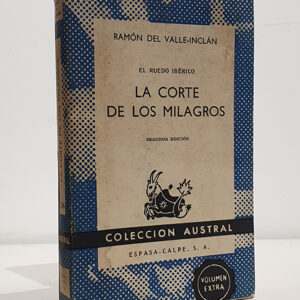 RAMÓN DEL VALLE-INCLÁN
EL RUEDO IBÉRICO
LA CORTE
DE LOS MILAGROS
SEGUNDA EDICIÓN
COLECCION AUSTRAL
ESPASA-CALPE, S. A.
VOLUMEN
EXTRA